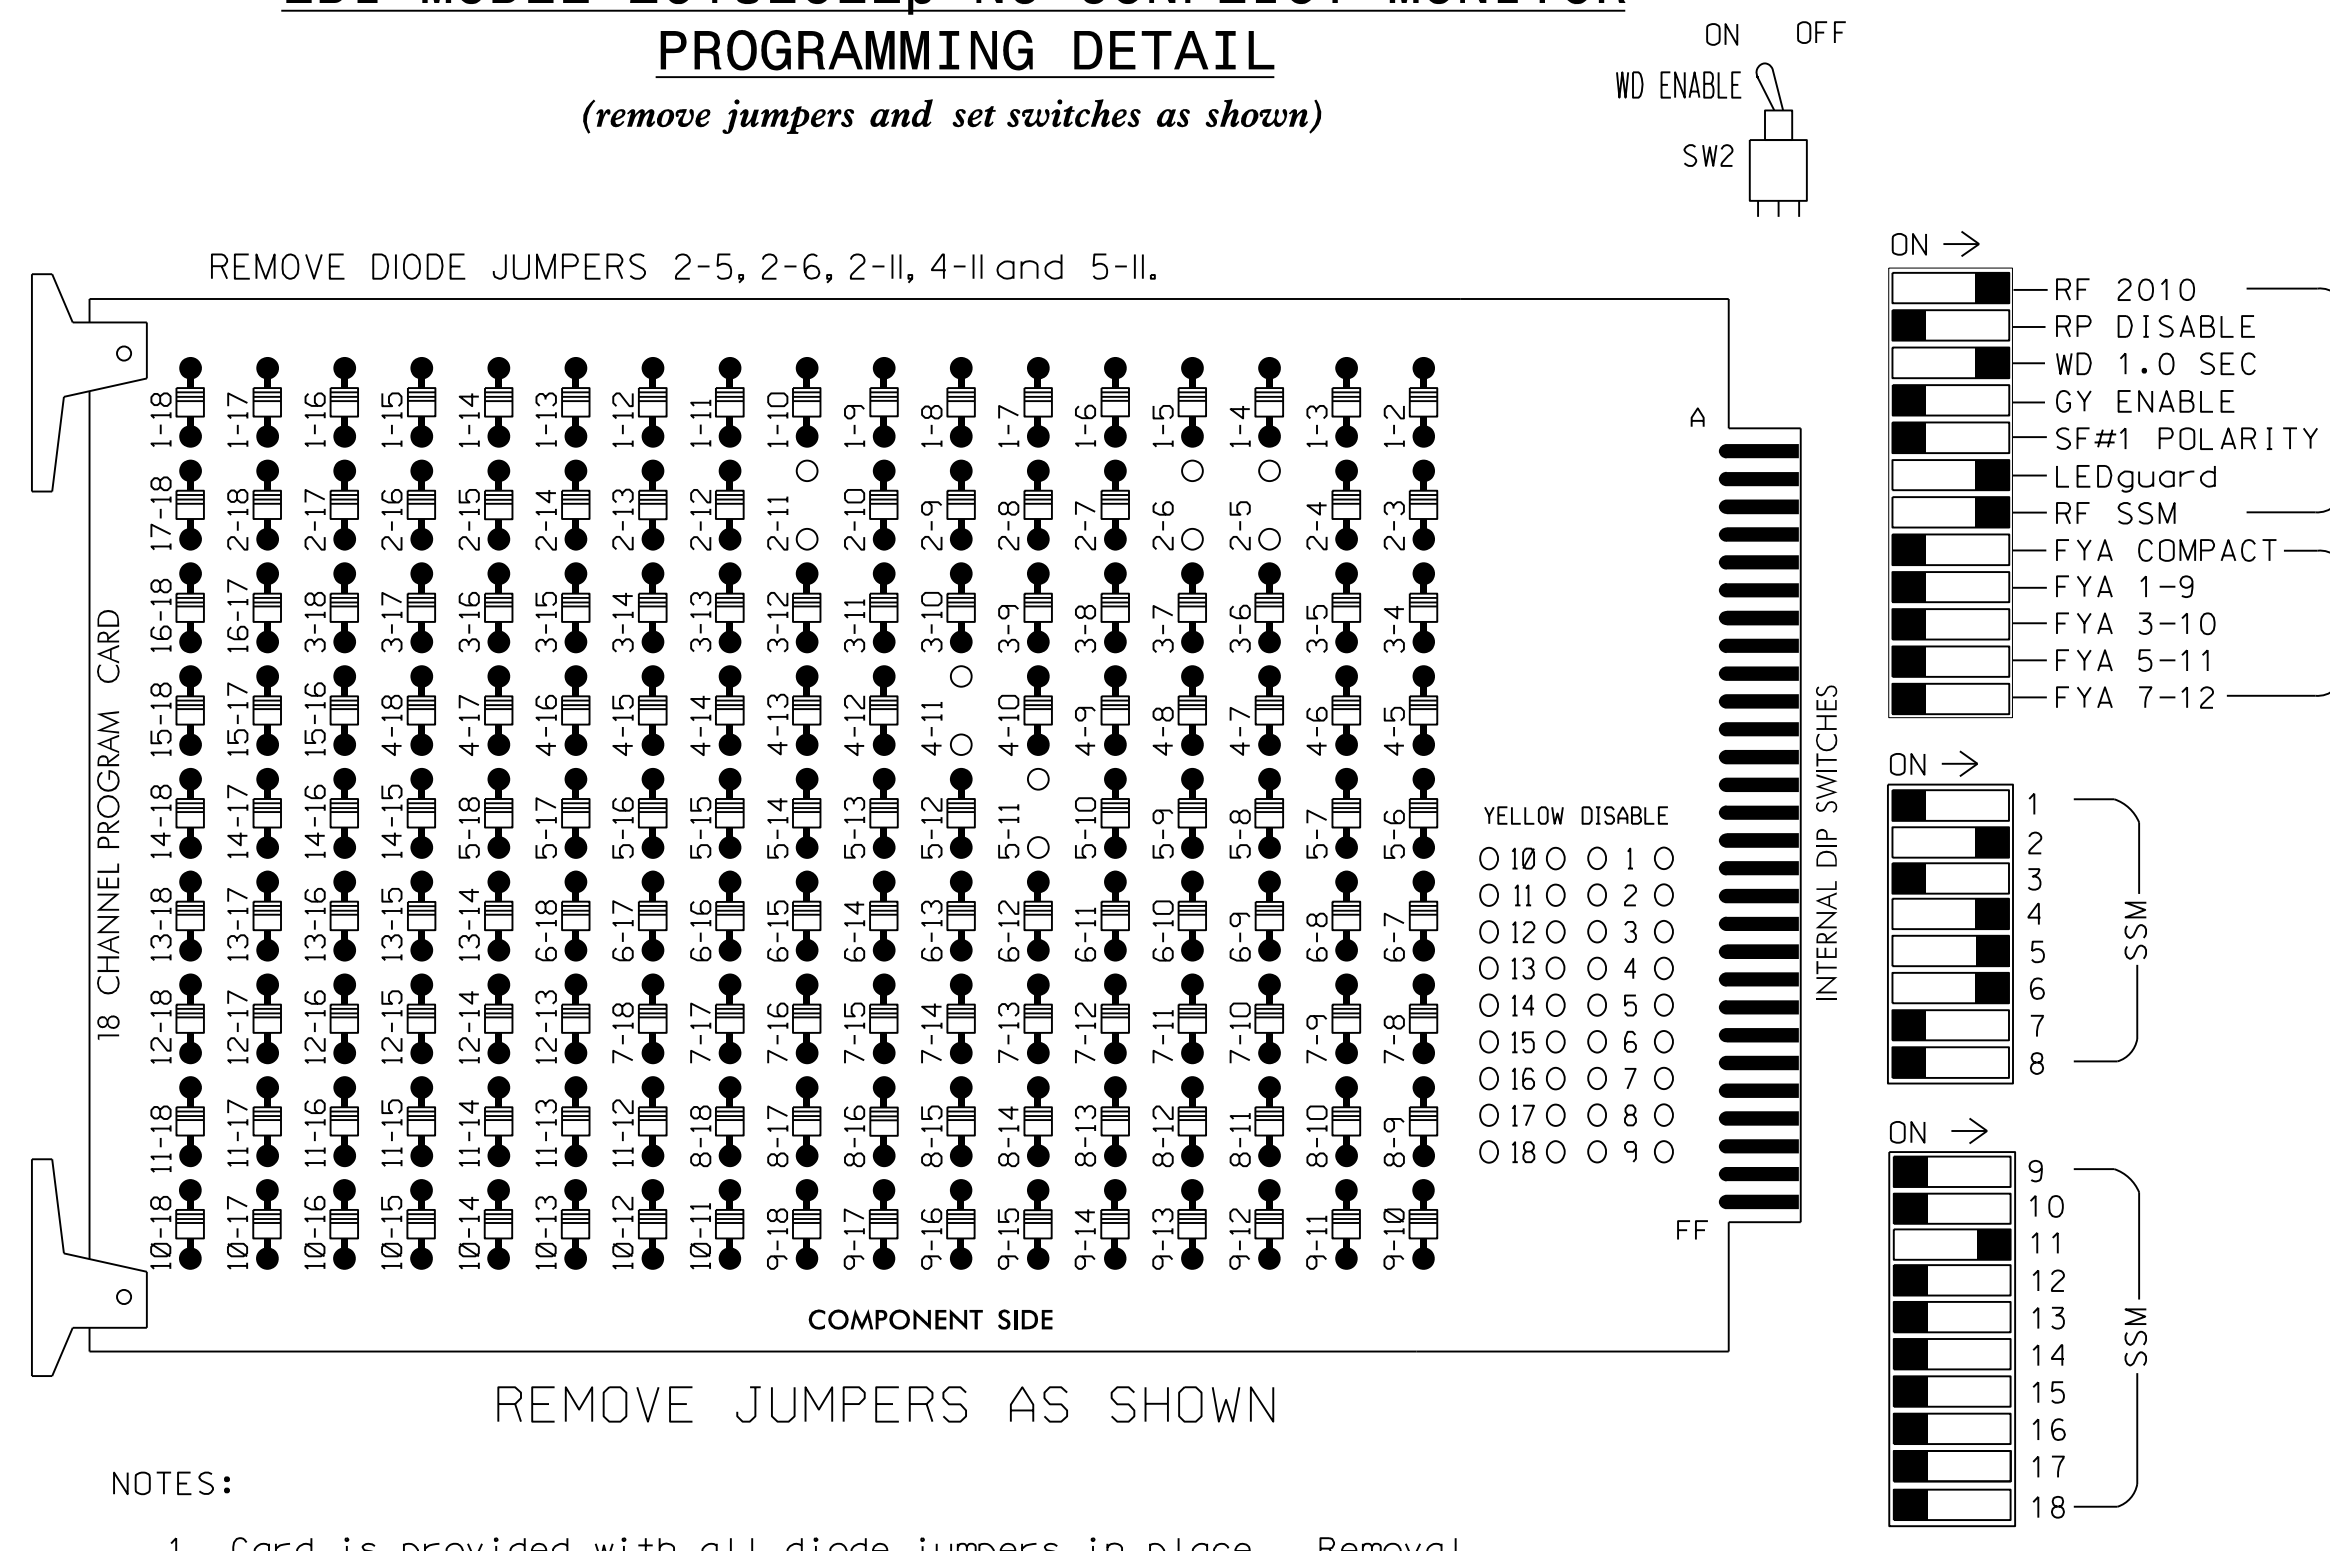 PROGRAMMING DETAIL
(remove jumpers and set switches as shown)
ON OFF
WD ENABLE
SW2
REMOVE DIODE JUMPERS 2-5, 2-6, 2-11, 4-11 and 5-11.
18 CHANNEL PROGRAM CARD
1-18 1-17 1-16 1-15 1-14 1-13 1-12 1-11 1-10 1-9 1-8 1-7 1-6 1-5 1-4 1-3 1-2
17-18 2-18 2-17 2-16 2-15 2-14 2-13 2-12 2-11 2-10 2-9 2-8 2-7 2-6 2-5 2-4 2-3
16-18 16-17 3-18 3-17 3-16 3-15 3-14 3-13 3-12 3-11 3-10 3-9 3-8 3-7 3-6 3-5 3-4
15-18 15-17 15-16 4-18 4-17 4-16 4-15 4-14 4-13 4-12 4-11 4-10 4-9 4-8 4-7 4-6 4-5
14-18 14-17 14-16 14-15 5-18 5-17 5-16 5-15 5-14 5-13 5-12 5-11 5-10 5-9 5-8 5-7 5-6
13-18 13-17 13-16 13-15 13-14 6-18 6-17 6-16 6-15 6-14 6-13 6-12 6-11 6-10 6-9 6-8 6-7
12-18 12-17 12-16 12-15 12-14 12-13 7-18 7-17 7-16 7-15 7-14 7-13 7-12 7-11 7-10 7-9 7-8
11-18 11-17 11-16 11-15 11-14 11-13 11-12 8-18 8-17 8-16 8-15 8-14 8-13 8-12 8-11 8-10 8-9
10-18 10-17 10-16 10-15 10-14 10-13 10-12 10-11 9-18 9-17 9-16 9-15 9-14 9-13 9-12 9-11 9-10
YELLOW DISABLE
10 1
11 2
12 3
13 4
14 5
15 6
16 7
17 8
18 9
A
FF
COMPONENT SIDE
INTERNAL DIP SWITCHES
ON
RF 2010
RP DISABLE
WD 1.0 SEC
GY ENABLE
SF#1 POLARITY
LEDguard
RF SSM
FYA COMPACT
FYA 1-9
FYA 3-10
FYA 5-11
FYA 7-12
ON
1
2
3
4
5
6
7
8
SSM
ON
9
10
11
12
13
14
15
16
17
18
SSM
REMOVE JUMPERS AS SHOWN
NOTES:
1. Card is provided with all diode jumpers in place. Removal